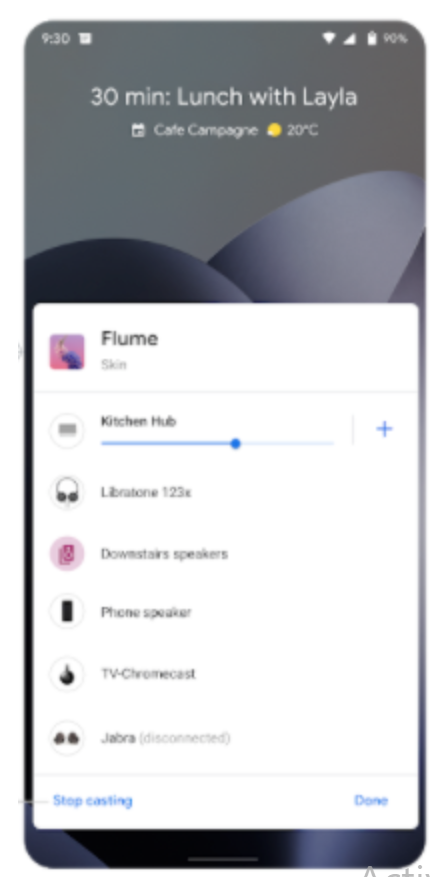 9:30 90%
30 min: Lunch with Layla
Cafe Campagne 20°C
Flume
Skin
Kitchen Hub
+
Libratone 123x
Downstairs speakers
Phone speaker
TV-Chromecast
Jabra (disconnected)
Stop casting Done